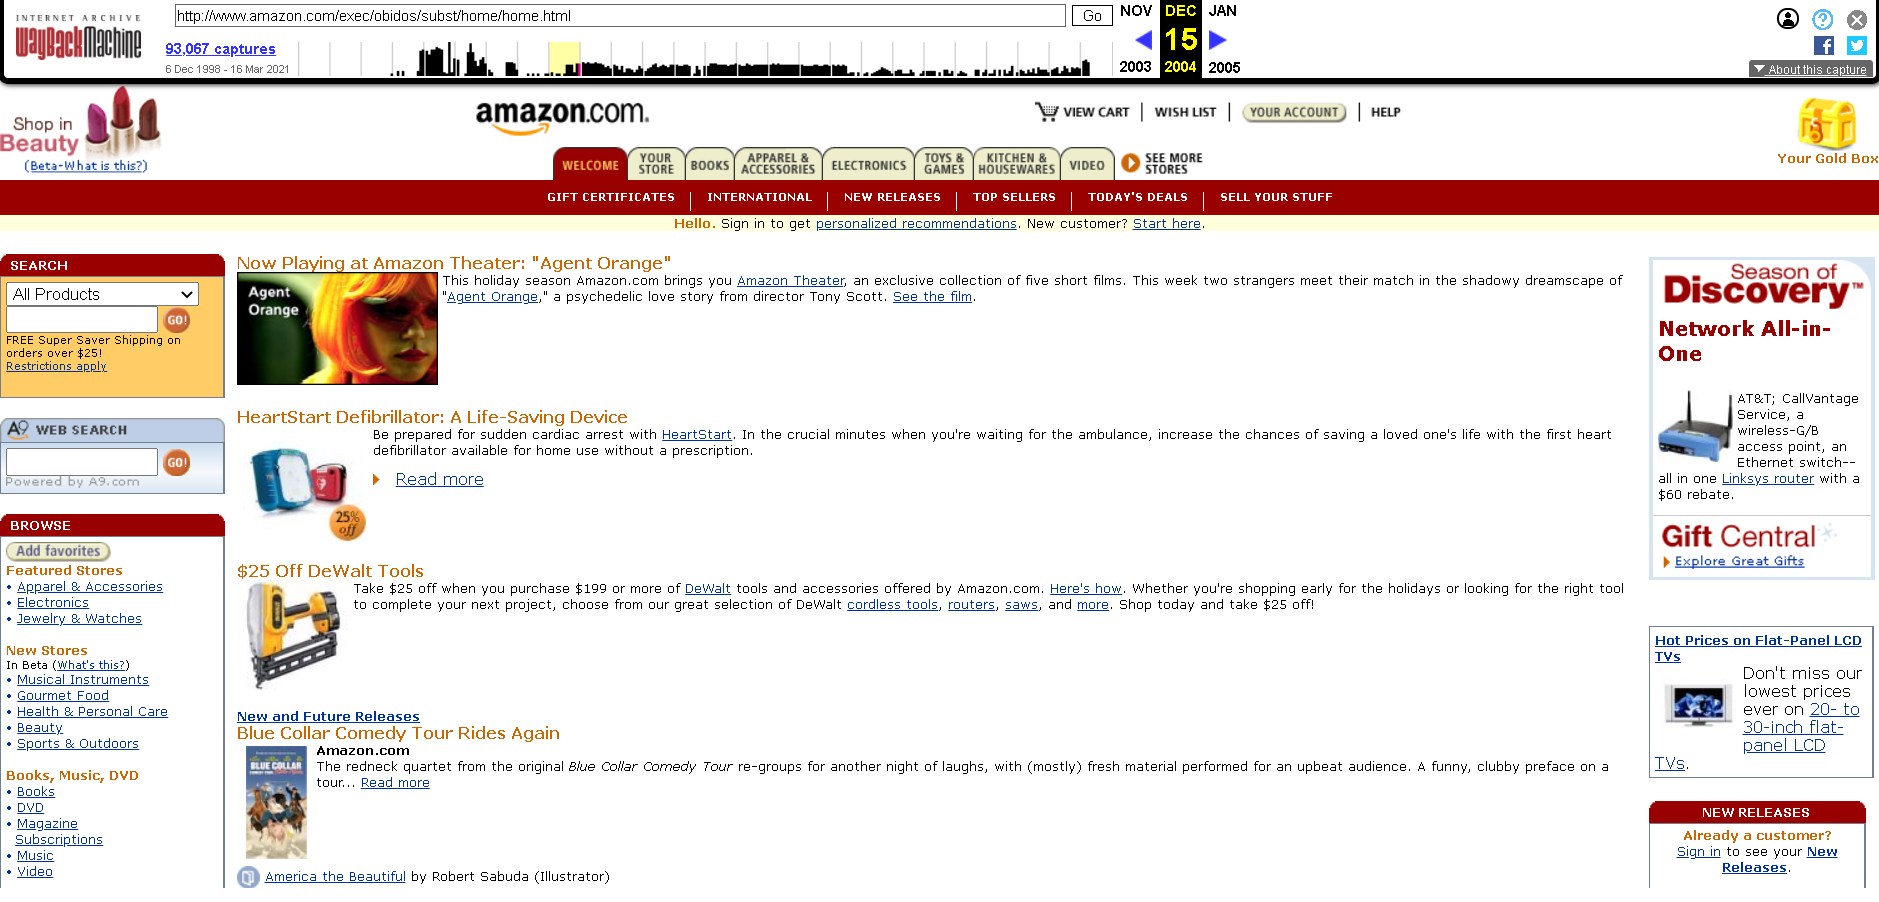 INTERNET ARCHIVE
WayBackMachine
http://www.amazon.com/exec/obidos/subst/home/home.html
Go
93,067 captures
6 Dec 1998 - 16 Mar 2021
NOV DEC JAN
15
2003 2004 2005
About this capture
Shop in
Beauty
(Beta-What is this?)
amazon.com.
VIEW CART | WISH LIST | YOUR ACCOUNT | HELP
5
Your Gold Box
WELCOME
YOUR STORE
BOOKS
APPAREL & ACCESSORIES
ELECTRONICS
TOYS & GAMES
KITCHEN & HOUSEWARES
VIDEO
SEE MORE STORES
GIFT CERTIFICATES | INTERNATIONAL | NEW RELEASES | TOP SELLERS | TODAY'S DEALS | SELL YOUR STUFF
Hello. Sign in to get personalized recommendations. New customer? Start here.
SEARCH
All Products
GO!
FREE Super Saver Shipping on
orders over $25!
Restrictions apply
A9 WEB SEARCH
GO!
Powered by A9.com
BROWSE
Add favorites
Featured Stores
• Apparel & Accessories
• Electronics
• Jewelry & Watches
New Stores
In Beta (What's this?)
• Musical Instruments
• Gourmet Food
• Health & Personal Care
• Beauty
• Sports & Outdoors
Books, Music, DVD
• Books
• DVD
• Magazine
Subscriptions
• Music
• Video
Now Playing at Amazon Theater: "Agent Orange"
Agent
Orange
This holiday season Amazon.com brings you Amazon Theater, an exclusive collection of five short films. This week two strangers meet their match in the shadowy dreamscape of
"Agent Orange," a psychedelic love story from director Tony Scott. See the film.
HeartStart Defibrillator: A Life-Saving Device
25%
off
Be prepared for sudden cardiac arrest with HeartStart. In the crucial minutes when you're waiting for the ambulance, increase the chances of saving a loved one's life with the first heart
defibrillator available for home use without a prescription.
Read more
$25 Off DeWalt Tools
Take $25 off when you purchase $199 or more of DeWalt tools and accessories offered by Amazon.com. Here's how. Whether you're shopping early for the holidays or looking for the right tool
to complete your next project, choose from our great selection of DeWalt cordless tools, routers, saws, and more. Shop today and take $25 off!
New and Future Releases
Blue Collar Comedy Tour Rides Again
BLUE COLLAR
Amazon.com
The redneck quartet from the original Blue Collar Comedy Tour re-groups for another night of laughs, with (mostly) fresh material performed for an upbeat audience. A funny, clubby preface on a
tour... Read more
America the Beautiful by Robert Sabuda (Illustrator)
Season of
Discovery™
Network All-in-
One
AT&T; CallVantage
Service, a
wireless-G/B
access point, an
Ethernet switch--
all in one Linksys router with a
$60 rebate.
Gift Central
Explore Great Gifts
Hot Prices on Flat-Panel LCD
TVs
Don't miss our
lowest prices
ever on 20- to
30-inch flat-
panel LCD
TVs.
NEW RELEASES
Already a customer?
Sign in to see your New
Releases.